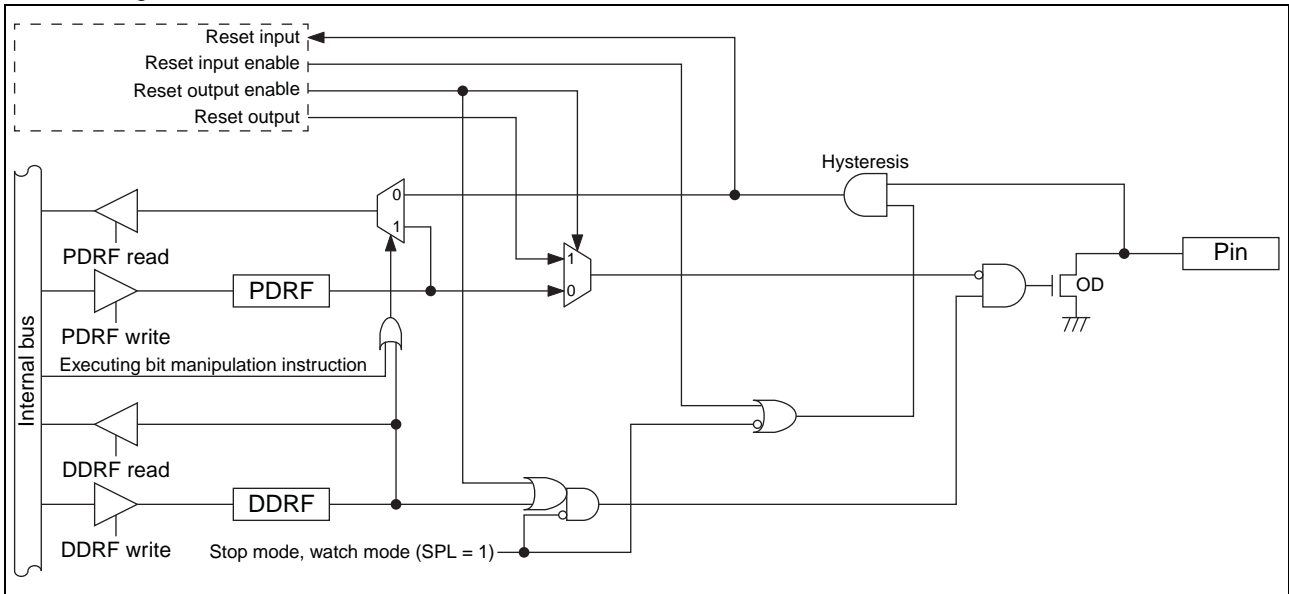 Reset input
Reset input enable
Reset output enable
Reset output
Hysteresis
0
1
PDRF read
1
Pin
PDRF
0
OD
PDRF write
Executing bit manipulation instruction
Internal bus
DDRF read
DDRF
DDRF write
Stop mode, watch mode (SPL = 1)